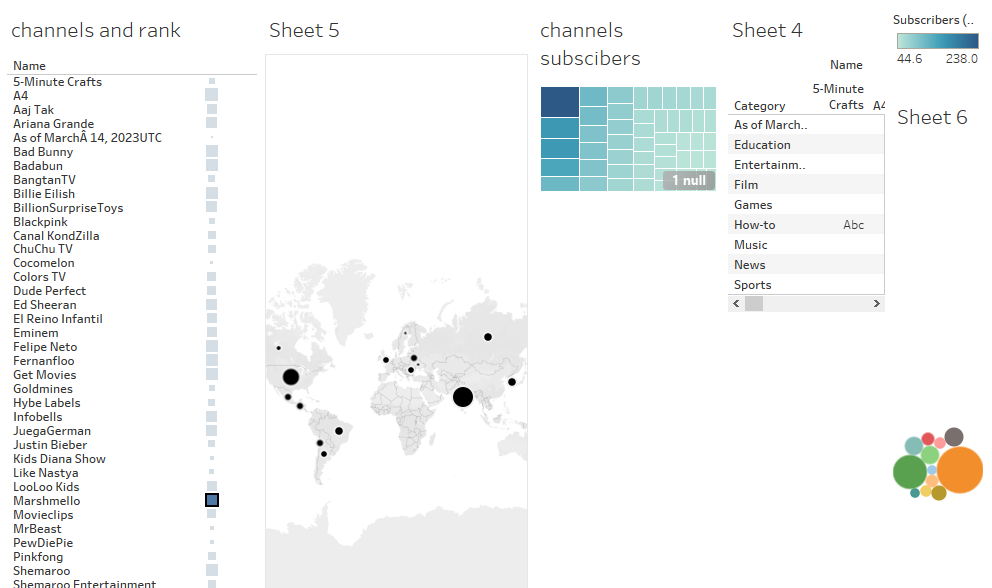 channels and rank
Name
5-Minute Crafts
A4
Aaj Tak
Ariana Grande
As of MarchÂ 14, 2023UTC
Bad Bunny
Badabun
BangtanTV
Billie Eilish
BillionSurpriseToys
Blackpink
Canal KondZilla
ChuChu TV
Cocomelon
Colors TV
Dude Perfect
Ed Sheeran
El Reino Infantil
Eminem
Felipe Neto
Fernanfloo
Get Movies
Goldmines
Hybe Labels
Infobells
JuegaGerman
Justin Bieber
Kids Diana Show
Like Nastya
LooLoo Kids
Marshmello
Movieclips
MrBeast
PewDiePie
Pinkfong
Shemaroo
Shemaroo Entertainment
Sheet 5
channels
subscibers
1 null
Sheet 4
Name
5-Minute
Category Crafts A4
As of March..
Education
Entertainm..
Film
Games
How-to Abc
Music
News
Sports
Subscribers (..
44.6 238.0
Sheet 6